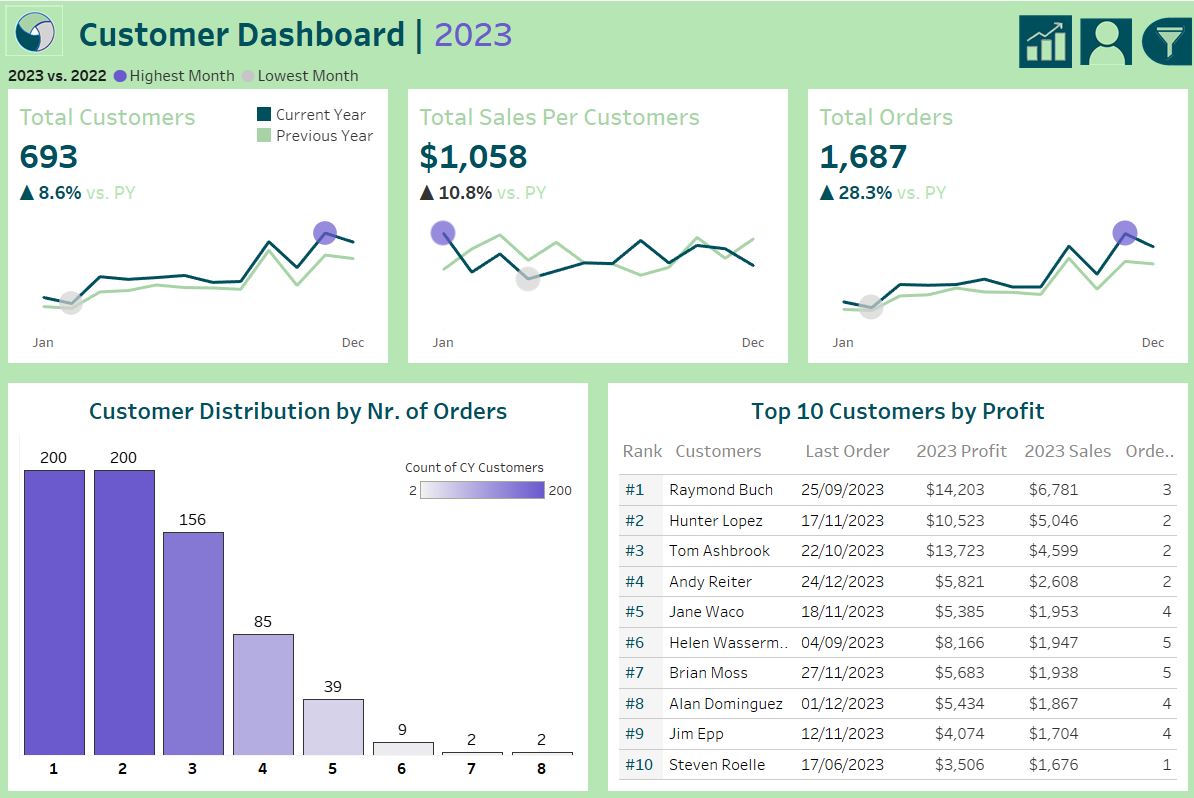 Customer Dashboard | 2023
2023 vs. 2022 Highest Month Lowest Month
Total Customers
Current Year
Previous Year
693
▲ 8.6% vs. PY
Jan Dec
Total Sales Per Customers
$1,058
▲ 10.8% vs. PY
Jan Dec
Total Orders
1,687
▲ 28.3% vs. PY
Jan Dec
Customer Distribution by Nr. of Orders
Count of CY Customers
2 200
200 200 156 85 39 9 2 2
1 2 3 4 5 6 7 8
Top 10 Customers by Profit
Rank Customers Last Order 2023 Profit 2023 Sales Orde..
#1 Raymond Buch 25/09/2023 $14,203 $6,781 3
#2 Hunter Lopez 17/11/2023 $10,523 $5,046 2
#3 Tom Ashbrook 22/10/2023 $13,723 $4,599 2
#4 Andy Reiter 24/12/2023 $5,821 $2,608 2
#5 Jane Waco 18/11/2023 $5,385 $1,953 4
#6 Helen Wasserm.. 04/09/2023 $8,166 $1,947 5
#7 Brian Moss 27/11/2023 $5,683 $1,938 5
#8 Alan Dominguez 01/12/2023 $5,434 $1,867 4
#9 Jim Epp 12/11/2023 $4,074 $1,704 4
#10 Steven Roelle 17/06/2023 $3,506 $1,676 1